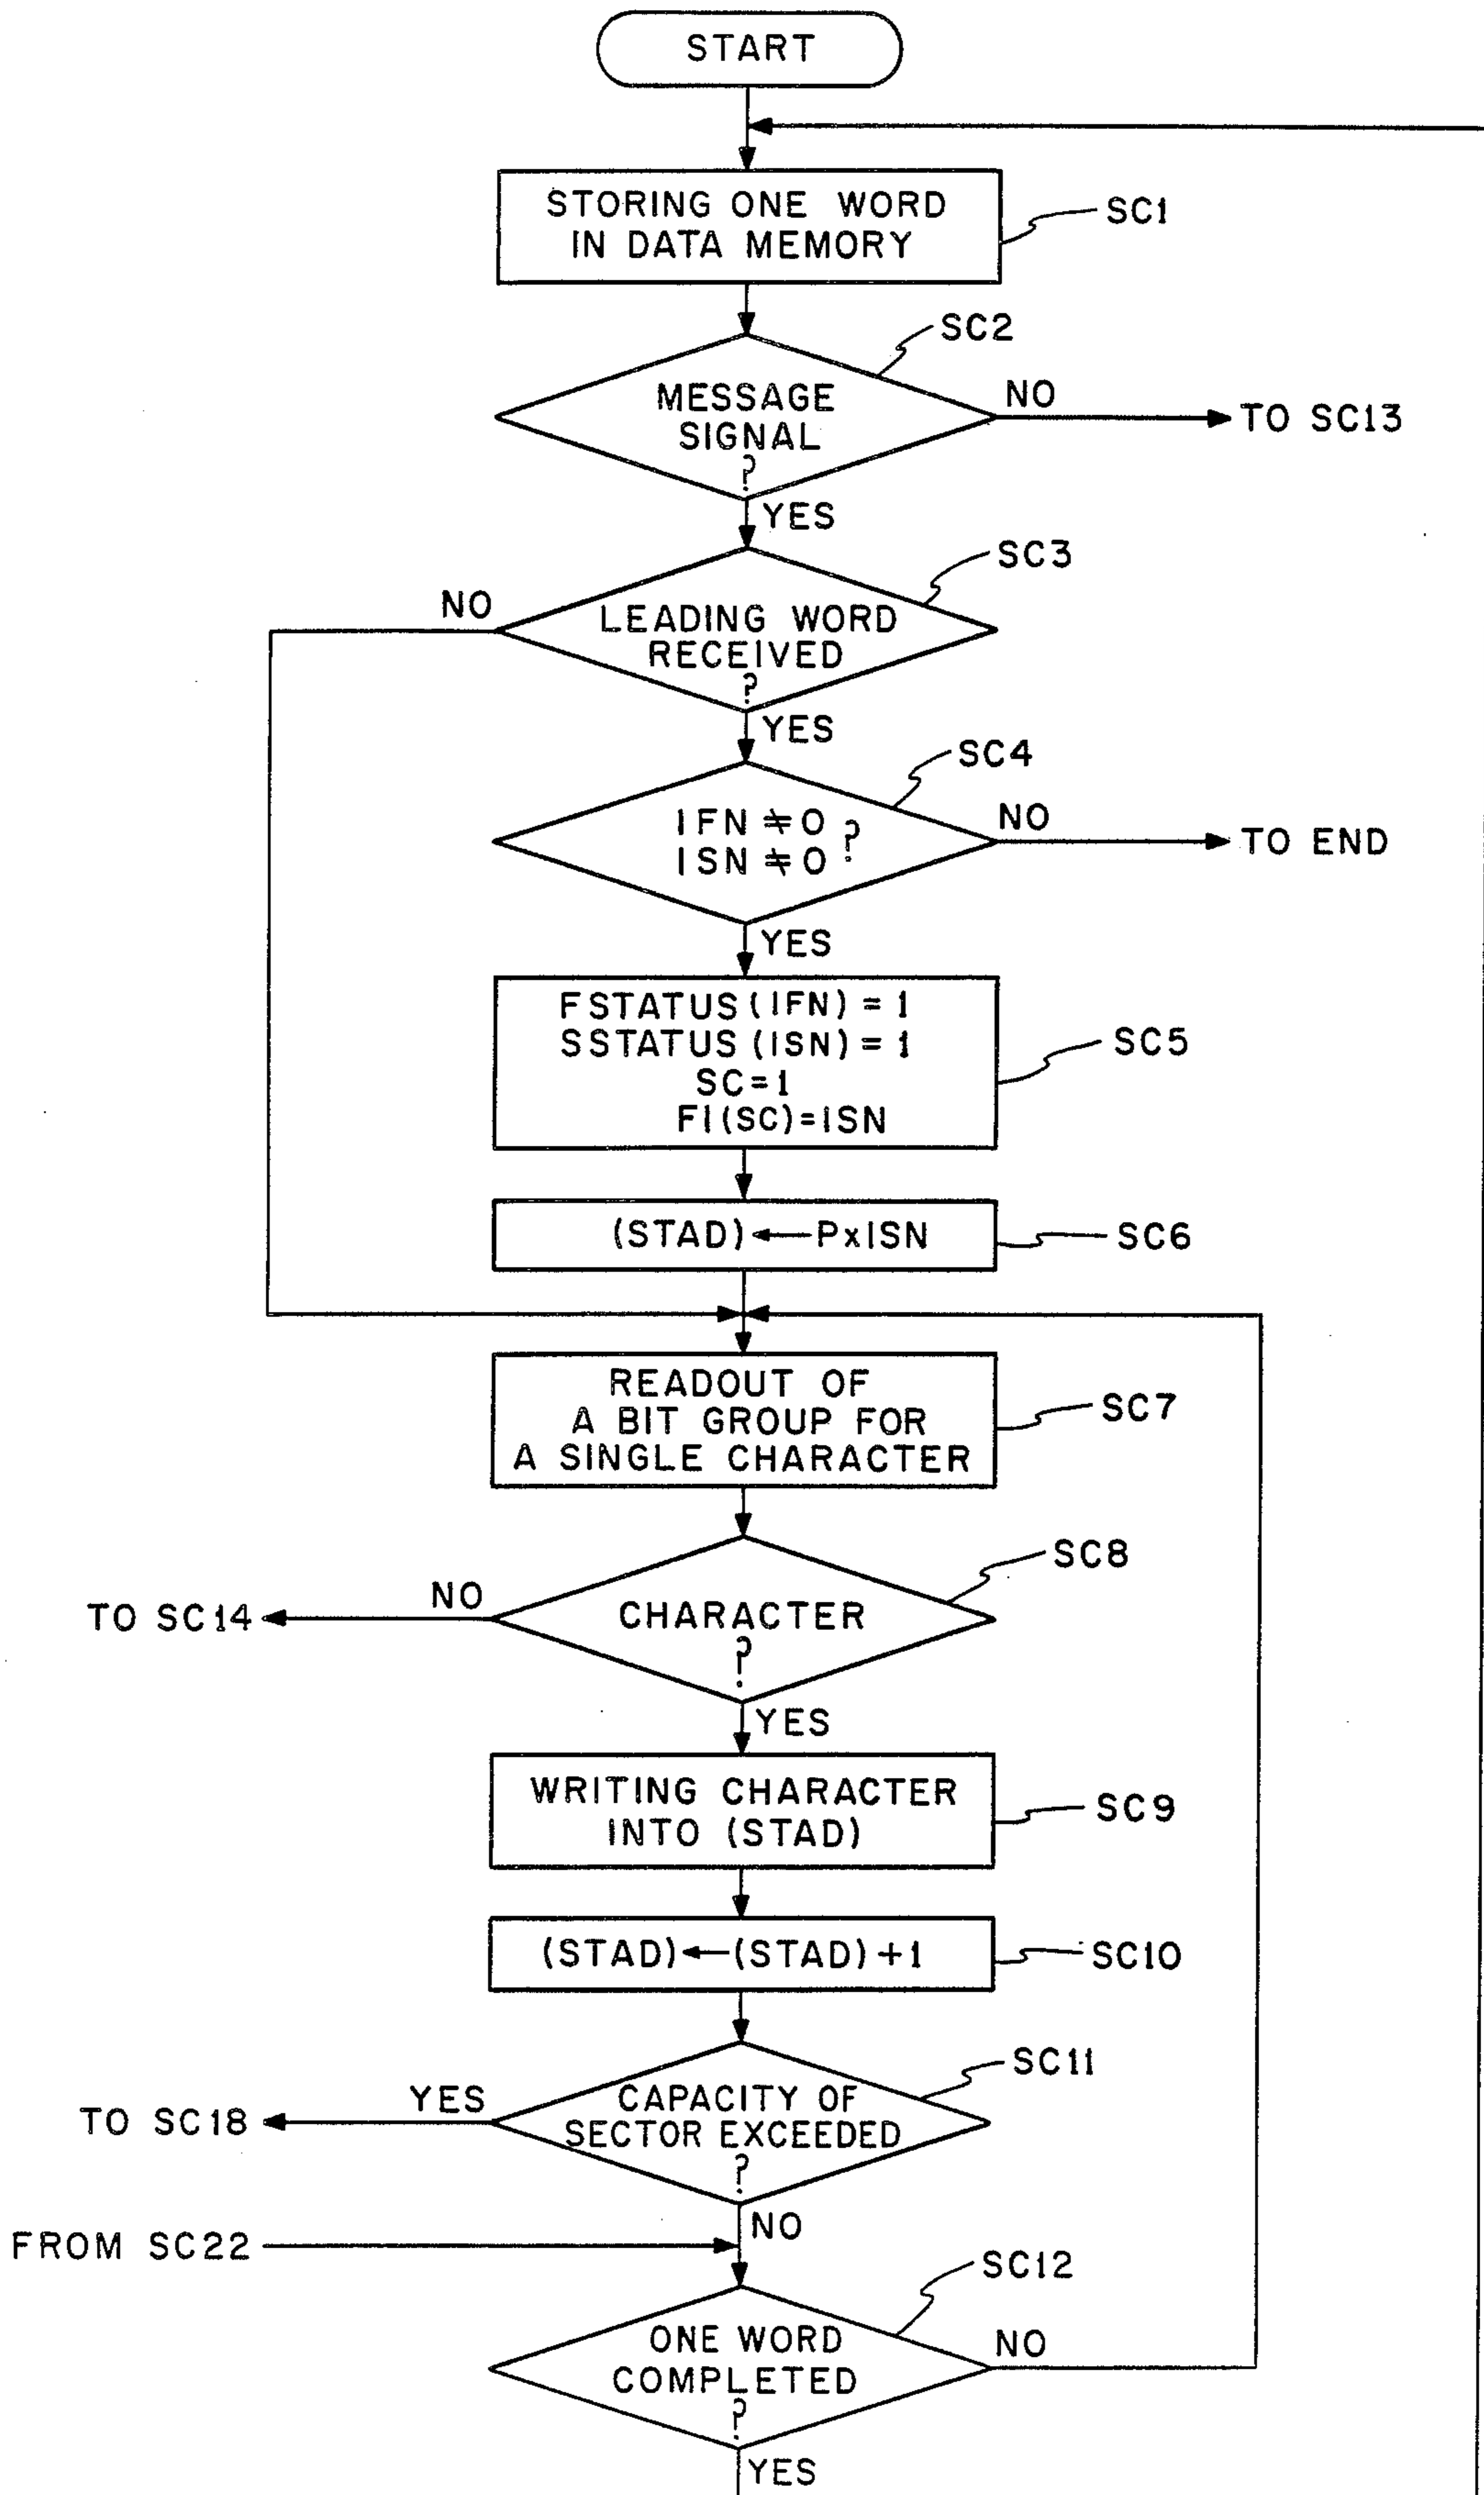 START
STORING ONE WORD
IN DATA MEMORY
SC1
SC2
MESSAGE
SIGNAL
?
NO
TO SC13
YES
SC3
NO
LEADING WORD
RECEIVED
?
YES
SC4
IFN ≠ 0
ISN ≠ 0
?
NO
TO END
YES
FSTATUS (IFN) = 1
SSTATUS (ISN) = 1
SC=1
FI(SC)=ISN
SC5
(STAD) ← P×ISN
SC6
READOUT OF
A BIT GROUP FOR
A SINGLE CHARACTER
SC7
SC8
NO
TO SC14
CHARACTER
?
YES
WRITING CHARACTER
INTO (STAD)
SC9
(STAD) ← (STAD) +1
SC10
SC11
YES
TO SC18
CAPACITY OF
SECTOR EXCEEDED
?
NO
FROM SC22
SC12
ONE WORD
COMPLETED
?
NO
YES